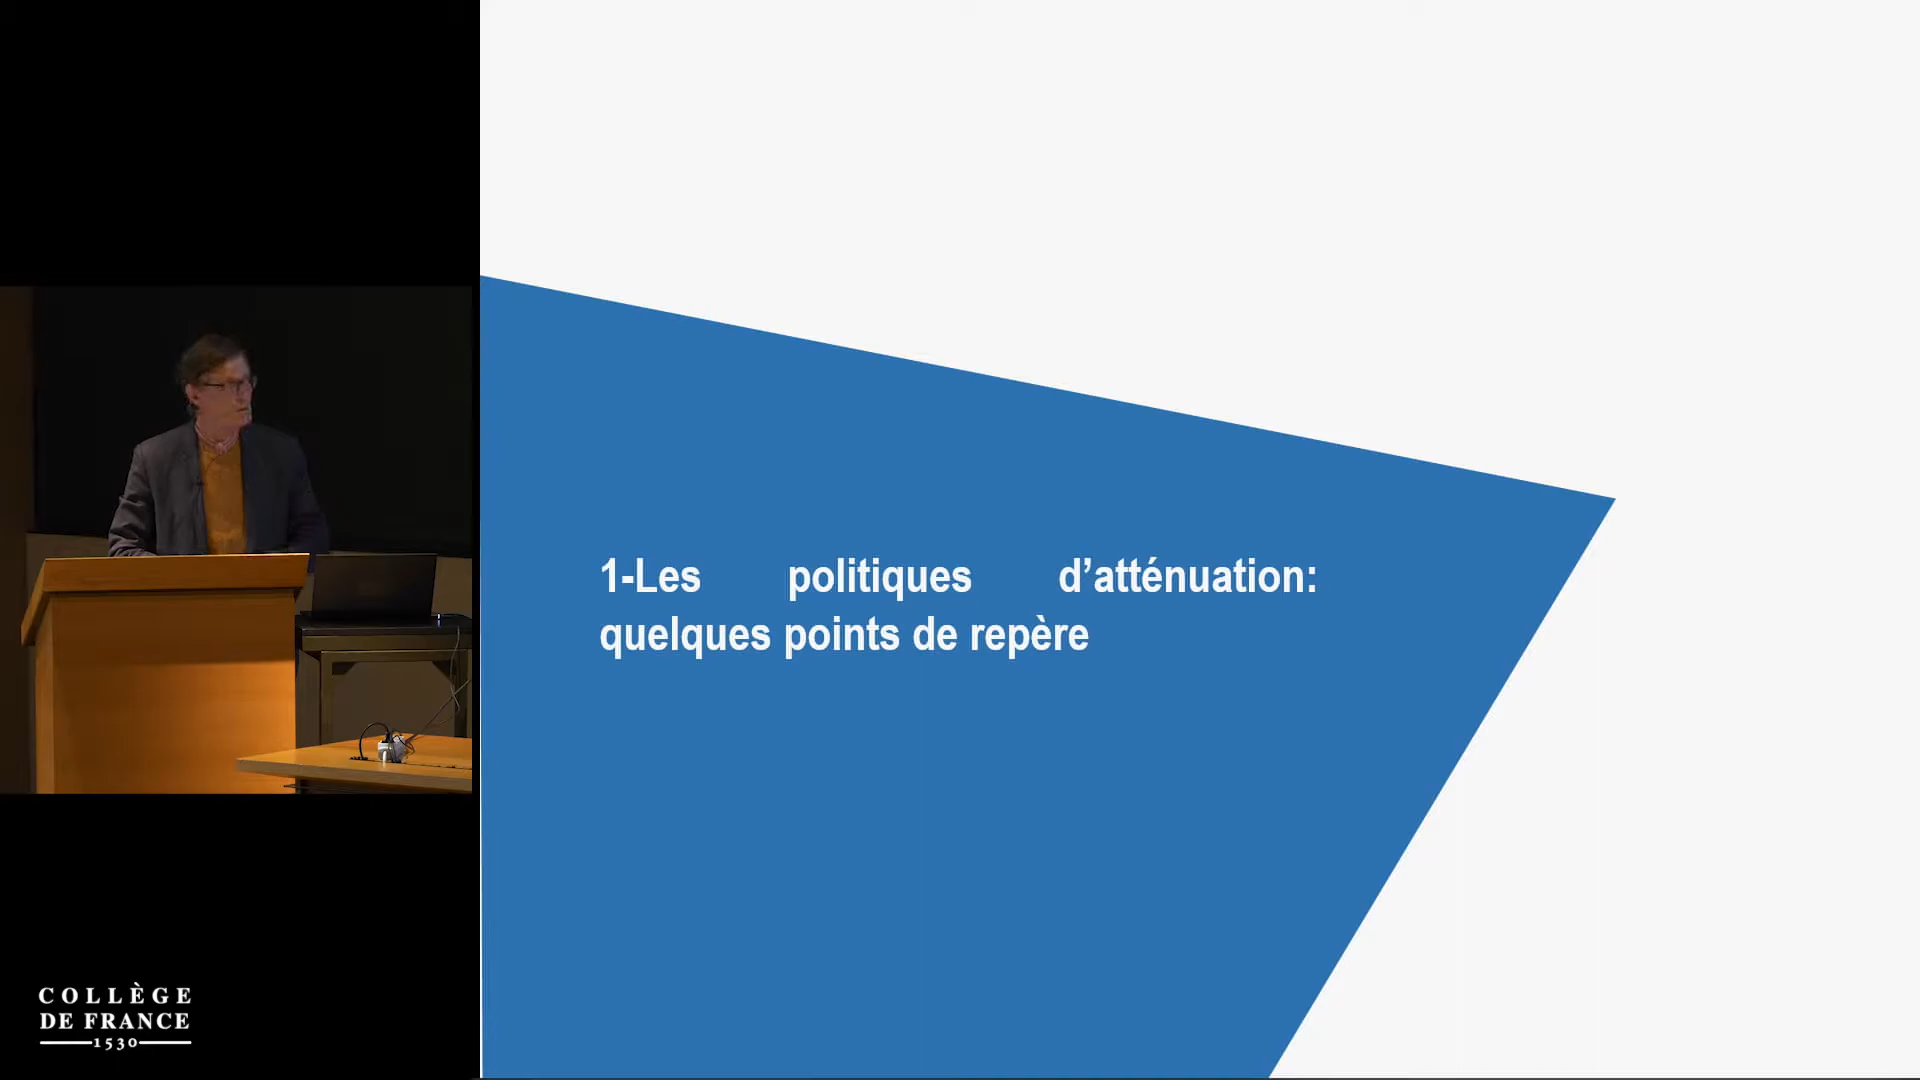 1-Les politiques d’atténuation:
quelques points de repère
COLLÈGE
DE FRANCE
1530